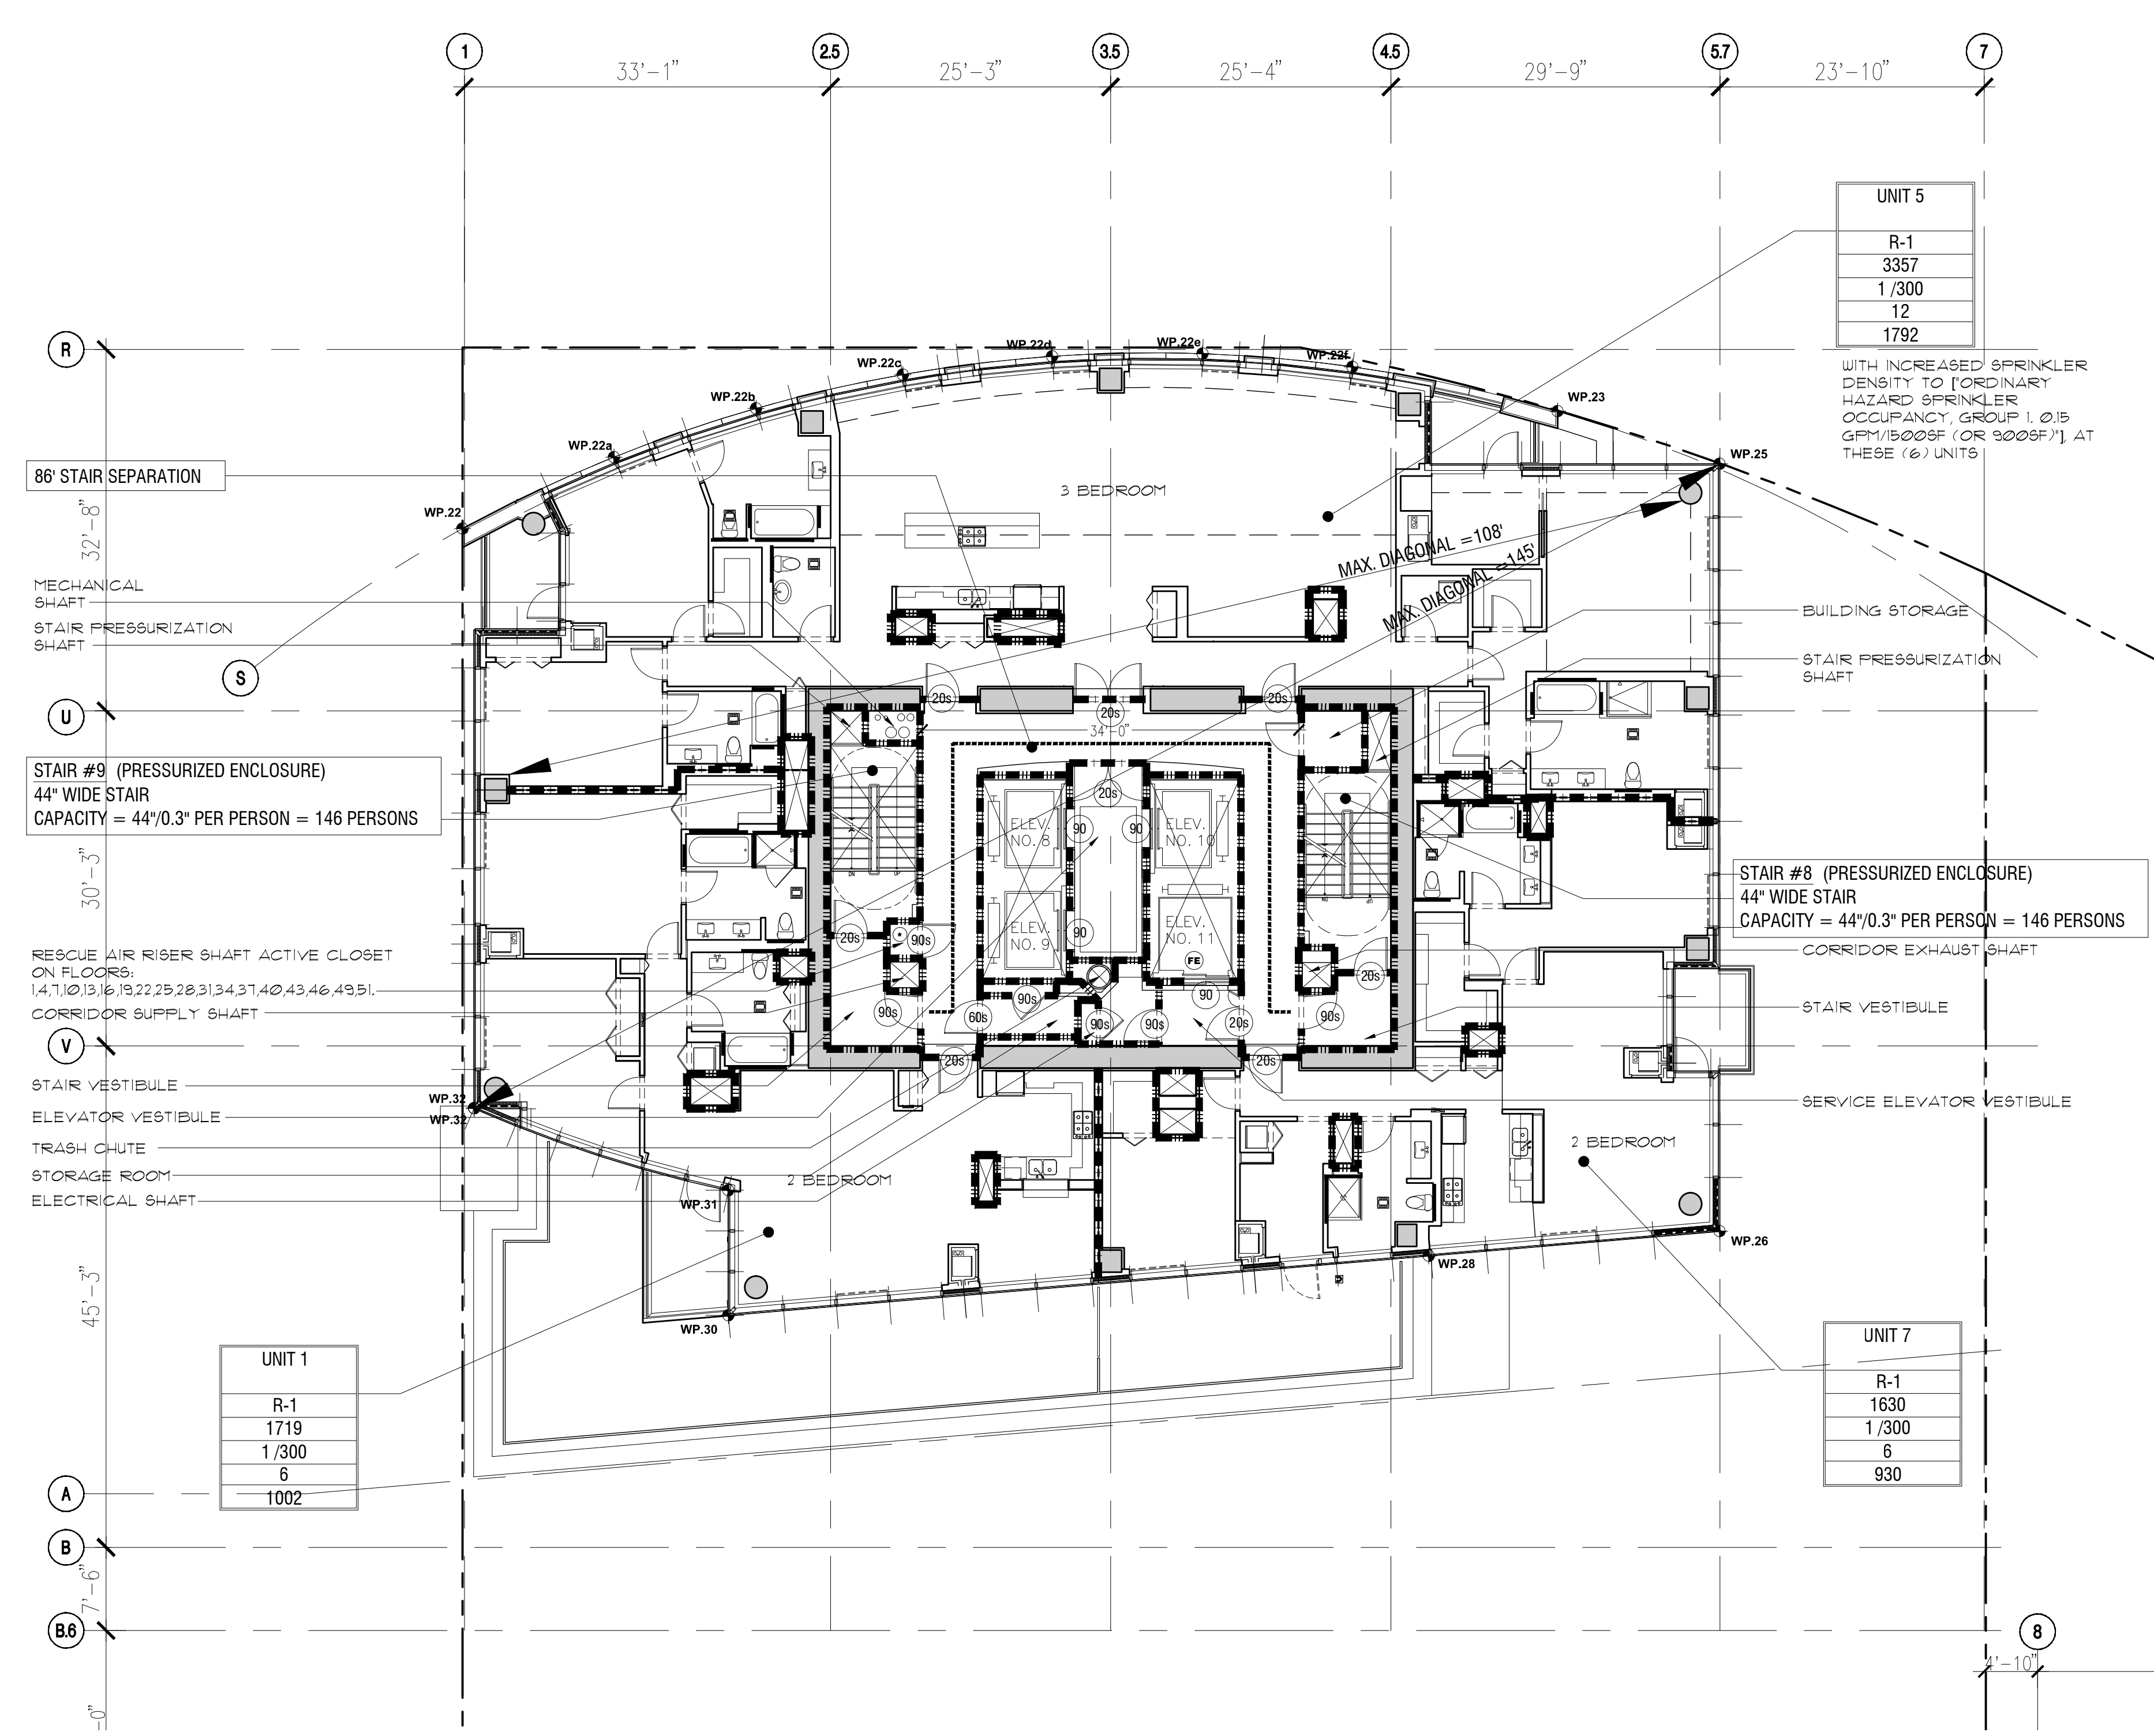 1
2.5
3.5
4.5
5.7
7
33'-1"
25'-3"
25'-4"
29'-9"
23'-10"
UNIT 5
R-1
3357
1 /300
12
1792
WITH INCREASED SPRINKLER
DENSITY TO ["ORDINARY
HAZARD SPRINKLER
OCCUPANCY, GROUP 1. 0.15
GPM/1500SF (OR 900SF)"], AT
THESE (6) UNITS
R
WP.22d
WP.22e
WP.22f
WP.22c
WP.22b
WP.23
WP.22a
WP.25
86' STAIR SEPARATION
WP.22
3 BEDROOM
32'-8"
MAX. DIAGONAL =108'
MAX. DIAGONAL =145'
MECHANICAL
SHAFT
STAIR PRESSURIZATION
SHAFT
BUILDING STORAGE
STAIR PRESSURIZATION
SHAFT
S
U
20s
20s
20s
34'-0"
STAIR #9 (PRESSURIZED ENCLOSURE)
44" WIDE STAIR
CAPACITY = 44"/0.3" PER PERSON = 146 PERSONS
20s
90
90
ELEV.
NO. 8
ELEV.
NO. 10
DN
UP
DN
UP
30'-3"
STAIR #8 (PRESSURIZED ENCLOSURE)
44" WIDE STAIR
CAPACITY = 44"/0.3" PER PERSON = 146 PERSONS
ELEV.
NO. 9
ELEV.
NO. 11
90
FE
20s
90s
20s
RESCUE AIR RISER SHAFT ACTIVE CLOSET
ON FLOORS:
1,4,7,10,13,16,19,22,25,28,31,34,37,40,43,46,49,51.
CORRIDOR SUPPLY SHAFT
CORRIDOR EXHAUST SHAFT
STAIR VESTIBULE
90s
60s
90s
90s
90s
90
20s
90s
V
20s
20s
STAIR VESTIBULE
WP.32
WP.32
ELEVATOR VESTIBULE
SERVICE ELEVATOR VESTIBULE
TRASH CHUTE
STORAGE ROOM
ELECTRICAL SHAFT
2 BEDROOM
2 BEDROOM
WP.31
WP.26
WP.28
WP.30
45'-3"
UNIT 1
R-1
1719
1 /300
6
1002
UNIT 7
R-1
1630
1 /300
6
930
A
B
7'-6"
B.6
8
4'-10"
-0"